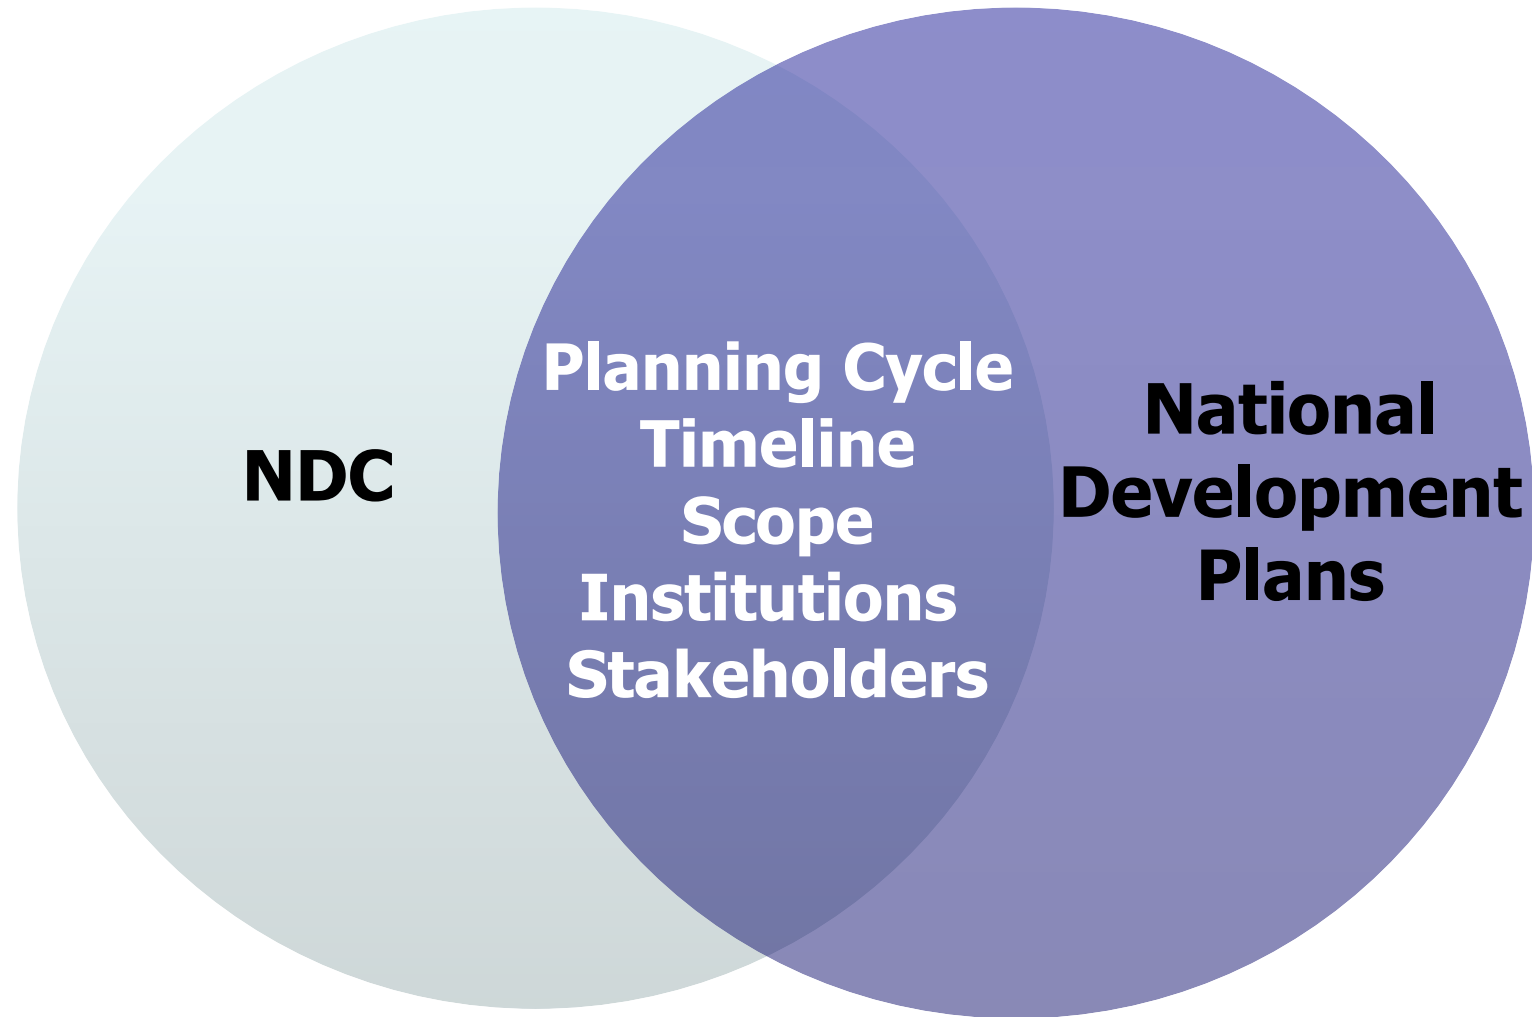 NDC
Planning Cycle
Timeline
Scope
Institutions
Stakeholders
National
Development
Plans